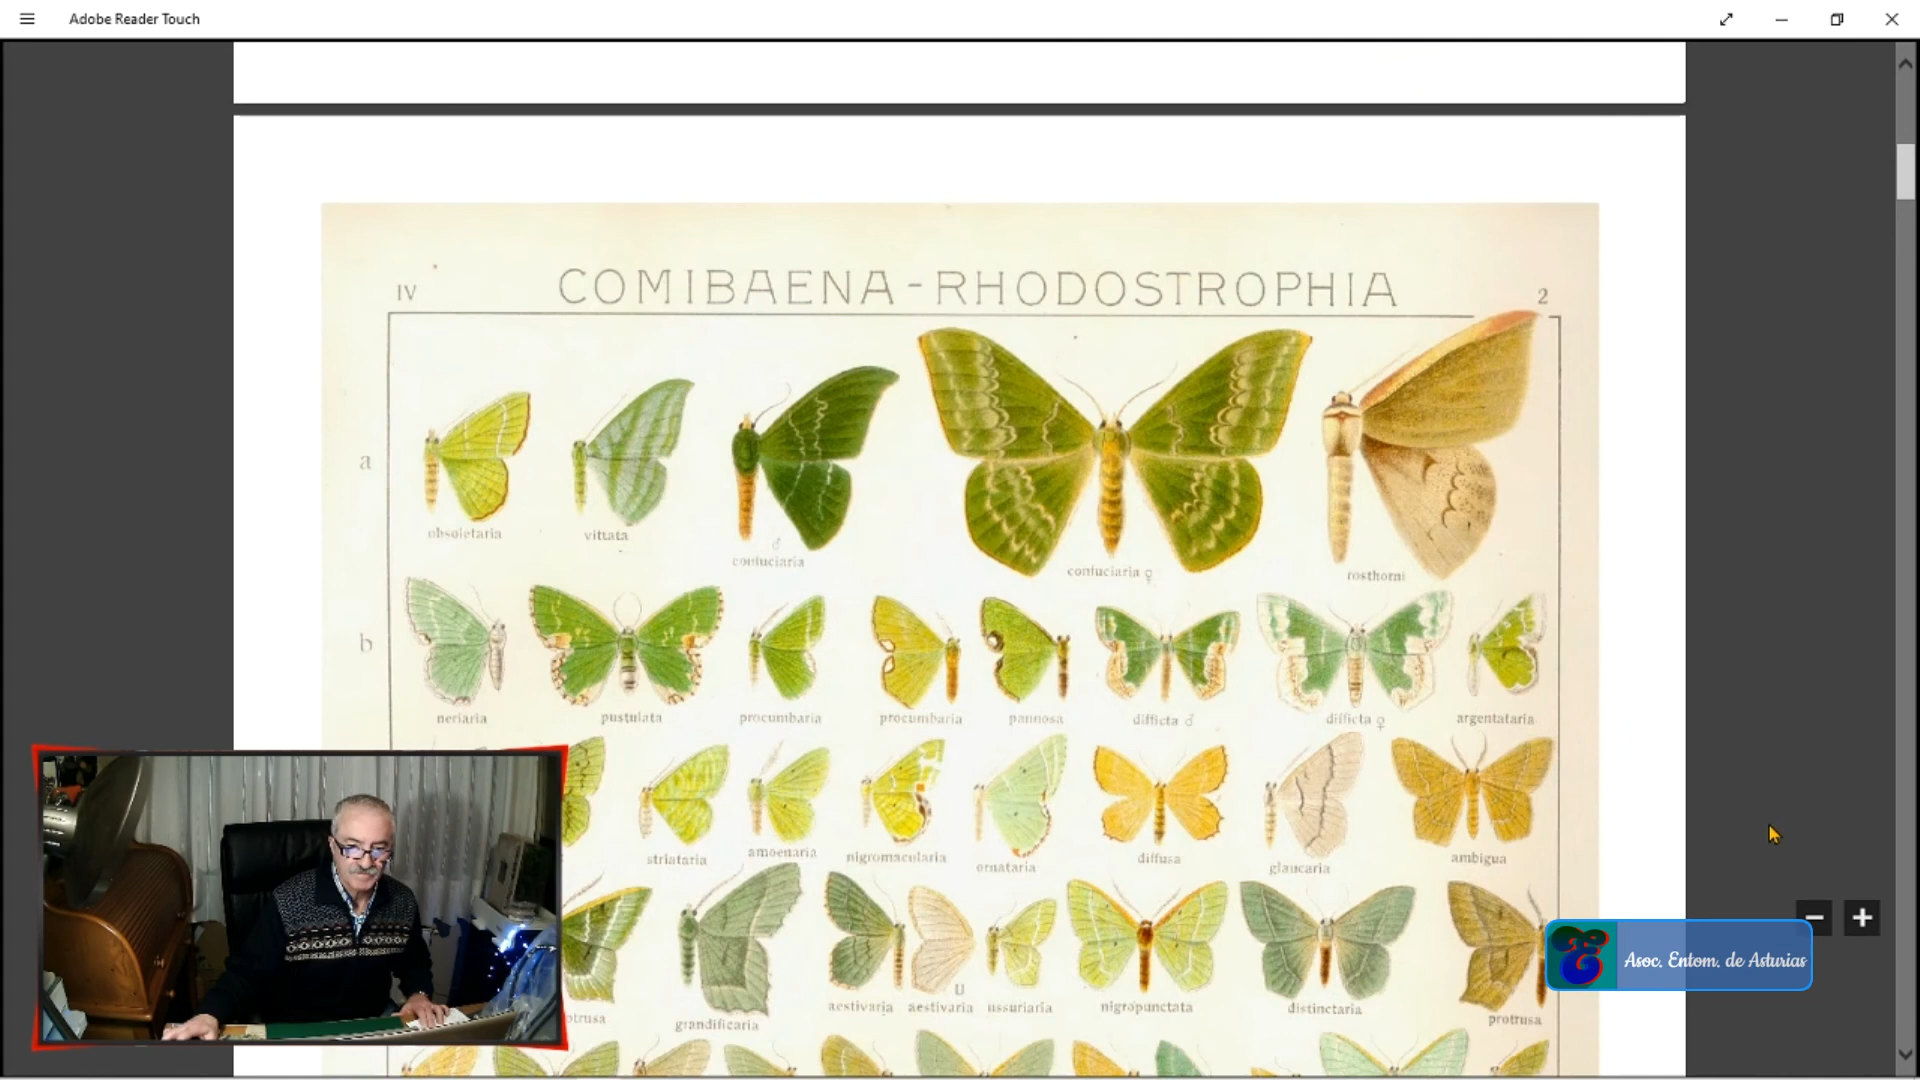 Adobe Reader Touch
IV
COMIBAENA-RHODOSTROPHIA
2
a
obsoletaria
vittata
♂
confuciaria
confuciaria ♀
rosthorni
b
neriaria
pustulata
procumbaria
procumbaria
pannosa
difficta ♂
difficta ♀
argentataria
striataria
amoenaria
nigromacularia
ornataria
diffusa
glaucaria
ambigua
grandificaria
aestivaria
U
aestivaria
ussuriaria
nigropunctata
distinctaria
protrusa
Asoc. Entom. de Asturias